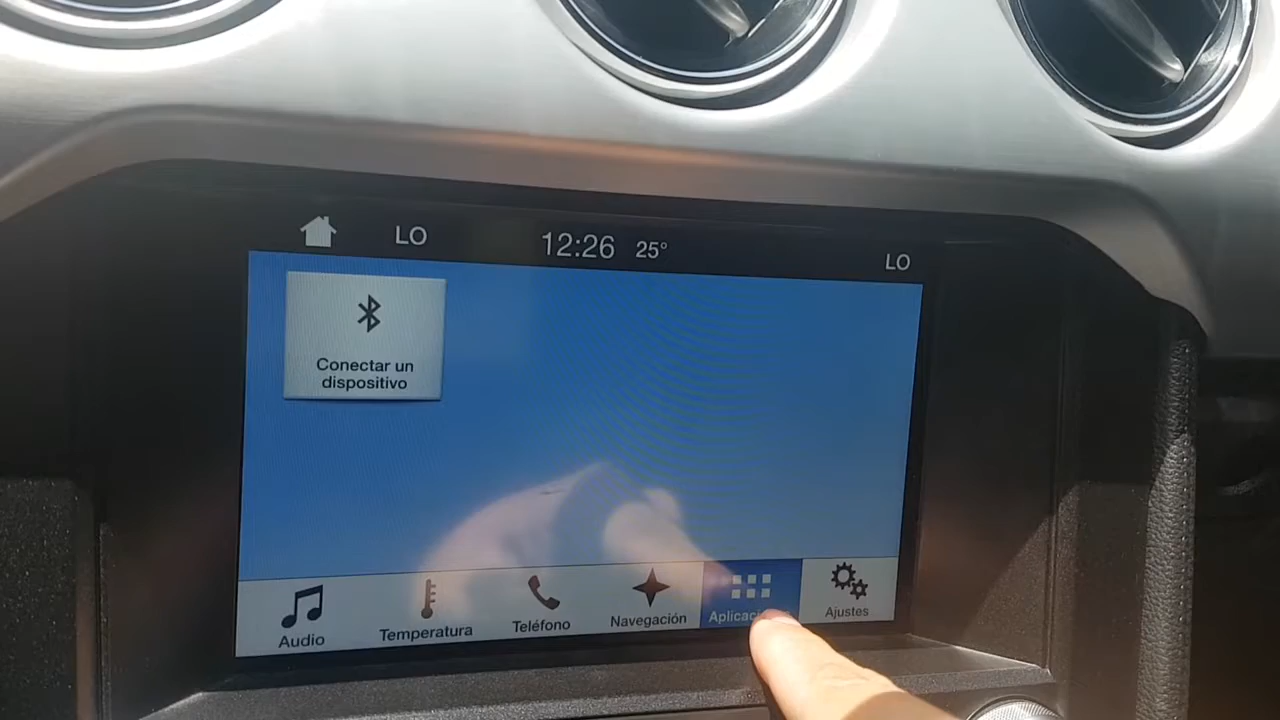 LO
12:26 25°
LO
Conectar un
dispositivo
Audio
Temperatura
Teléfono
Navegación
Ajustes